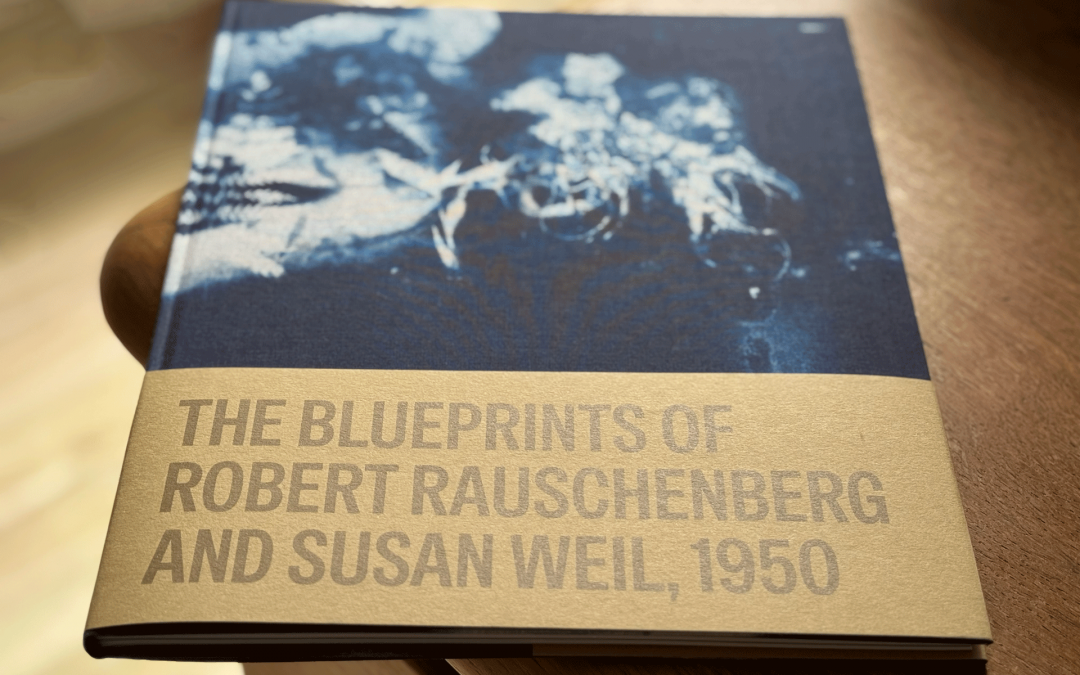 THE BLUEPRINTS OF
ROBERT RAUSCHENBERG
AND SUSAN WEIL, 1950